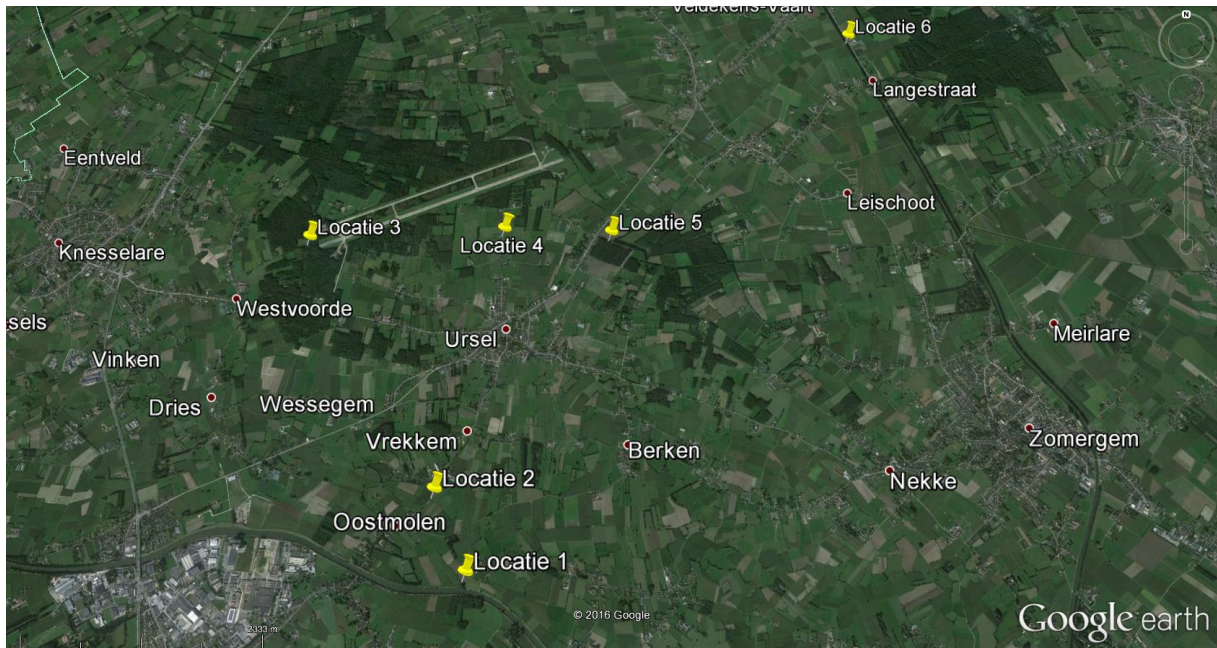 Veldekens-Vaart
Locatie 6
N
Langestraat
Eentveld
Leischoot
Locatie 3
Locatie 4
Locatie 5
Knesselare
Westvoorde
sels
Ursel
Meirlare
Vinken
Dries
Wessegem
Vrekkem
Berken
Zomergem
Locatie 2
Nekke
Oostmolen
Locatie 1
© 2016 Google
Google earth
2333 m